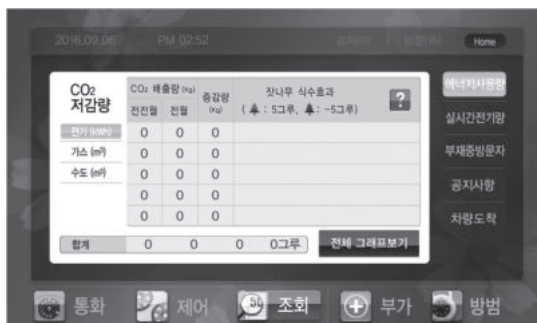 2016.09.06 PM 02:52 Home
CO₂ 저감량
CO₂ 배출량 (Kg)
전전월 전월
증감량 (Kg)
잣나무 식수효과
( : 5그루, : -5그루)
?
전기 (kWh) 0 0 0
가스 (m³) 0 0 0
수도 (m³) 0 0 0
0 0 0
0 0 0
합계 0 0 0 0그루
전체 그래프보기
에너지사용량
실시간전기량
부재중방문자
공지사항
차량도착
통화 제어 조회 부가 방범